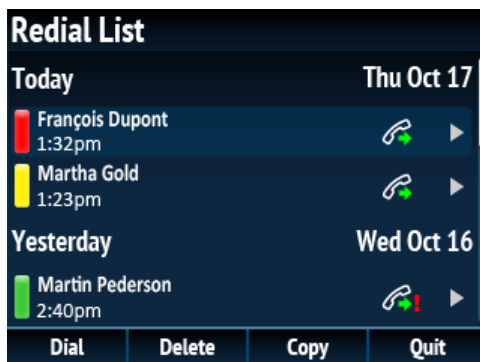 Redial List
Today Thu Oct 17
François Dupont
1:32pm
Martha Gold
1:23pm
Yesterday Wed Oct 16
Martin Pederson
2:40pm
Dial Delete Copy Quit